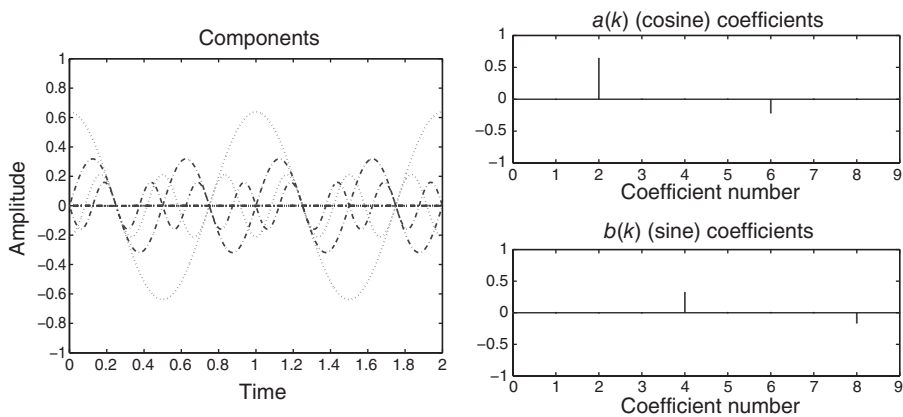 Components
Amplitude
1
0.8
0.6
0.4
0.2
0
−0.2
−0.4
−0.6
−0.8
−1
0 0.2 0.4 0.6 0.8 1 1.2 1.4 1.6 1.8 2
Time
a(k) (cosine) coefficients
1
0.5
0
−0.5
−1
0 1 2 3 4 5 6 7 8 9
Coefficient number
b(k) (sine) coefficients
1
0.5
0
−0.5
−1
0 1 2 3 4 5 6 7 8 9
Coefficient number